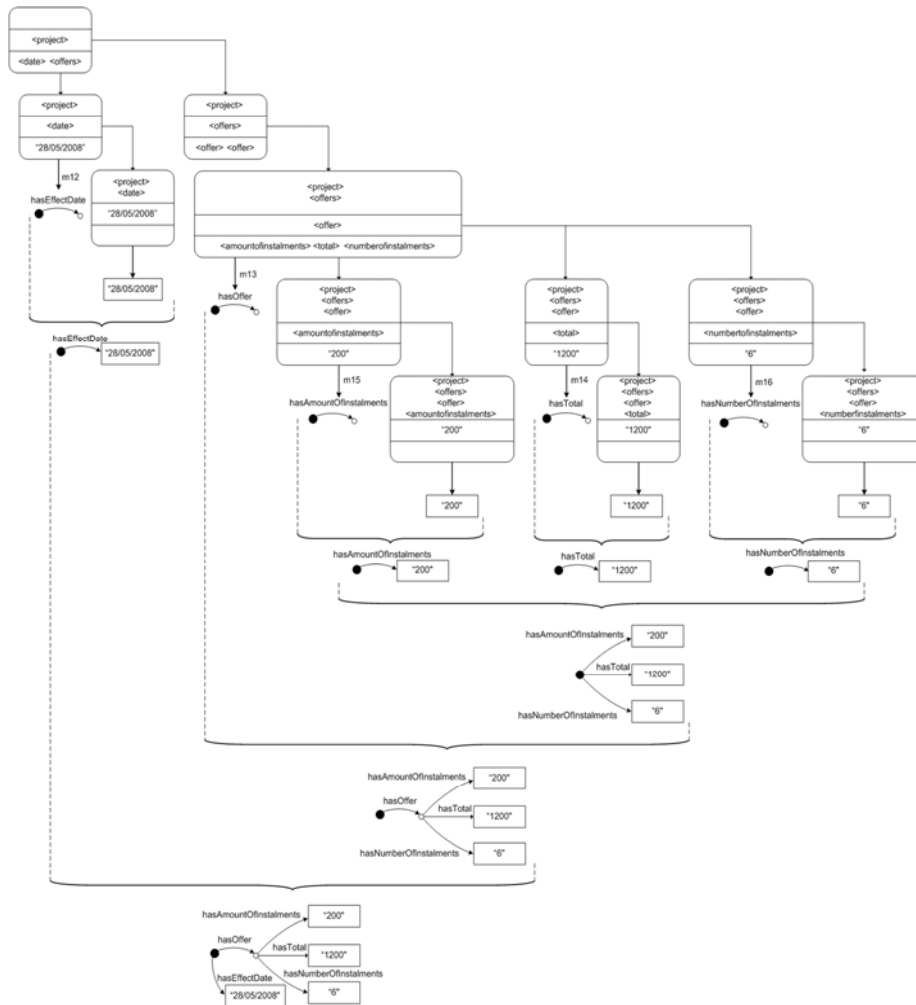 <project>
<date> <offers>
<project>
<date>
"28/05/2008"
<project>
<offers>
<offer> <offer>
m12
hasEffectDate
<project>
<date>
"28/05/2008"
"28/05/2008"
hasEffectDate
"28/05/2008"
<project>
<offers>
<offer>
<amountofinstalments> <total> <numberofinstalments>
m13
hasOffer
<project>
<offers>
<offer>
<amountofinstalments>
"200"
<project>
<offers>
<offer>
<total>
"1200"
<project>
<offers>
<offer>
<numbertofinstalments>
"6"
m15
hasAmountOfInstalments
<project>
<offers>
<offer>
<amountofinstalments>
"200"
"200"
m14
hasTotal
<project>
<offers>
<offer>
<total>
"1200"
"1200"
m16
hasNumberOfInstalments
<project>
<offers>
<offer>
<numberfinstalments>
"6"
"6"
hasAmountOfInstalments
"200"
hasTotal
"1200"
hasNumberOfInstalments
"6"
hasAmountOfInstalments
"200"
hasTotal
"1200"
hasNumberOfInstalments
"6"
hasAmountOfInstalments
"200"
hasOffer
hasTotal
"1200"
hasNumberOfInstalments
"6"
hasAmountOfInstalments
"200"
hasOffer
hasTotal
"1200"
hasEffectDate
hasNumberOfInstalments
"28/05/2008"
"6"